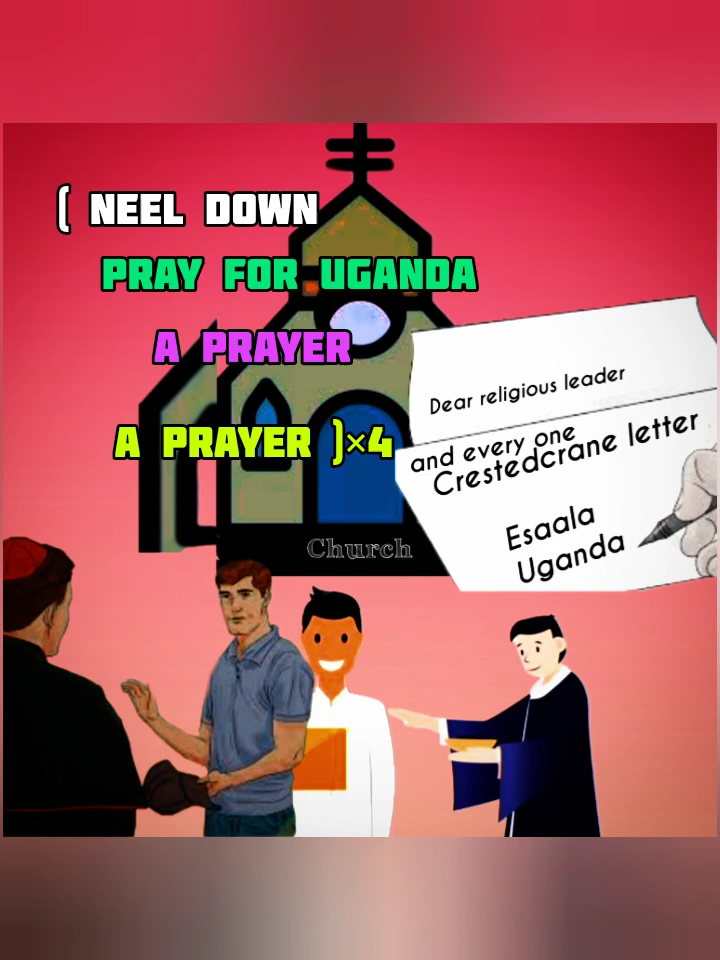 ( NEEL DOWN
PRAY FOR UGANDA
A PRAYER
A PRAYER )×4
Dear religious leader
and every one
Crestedcrane letter
Esaala
Uganda
Church